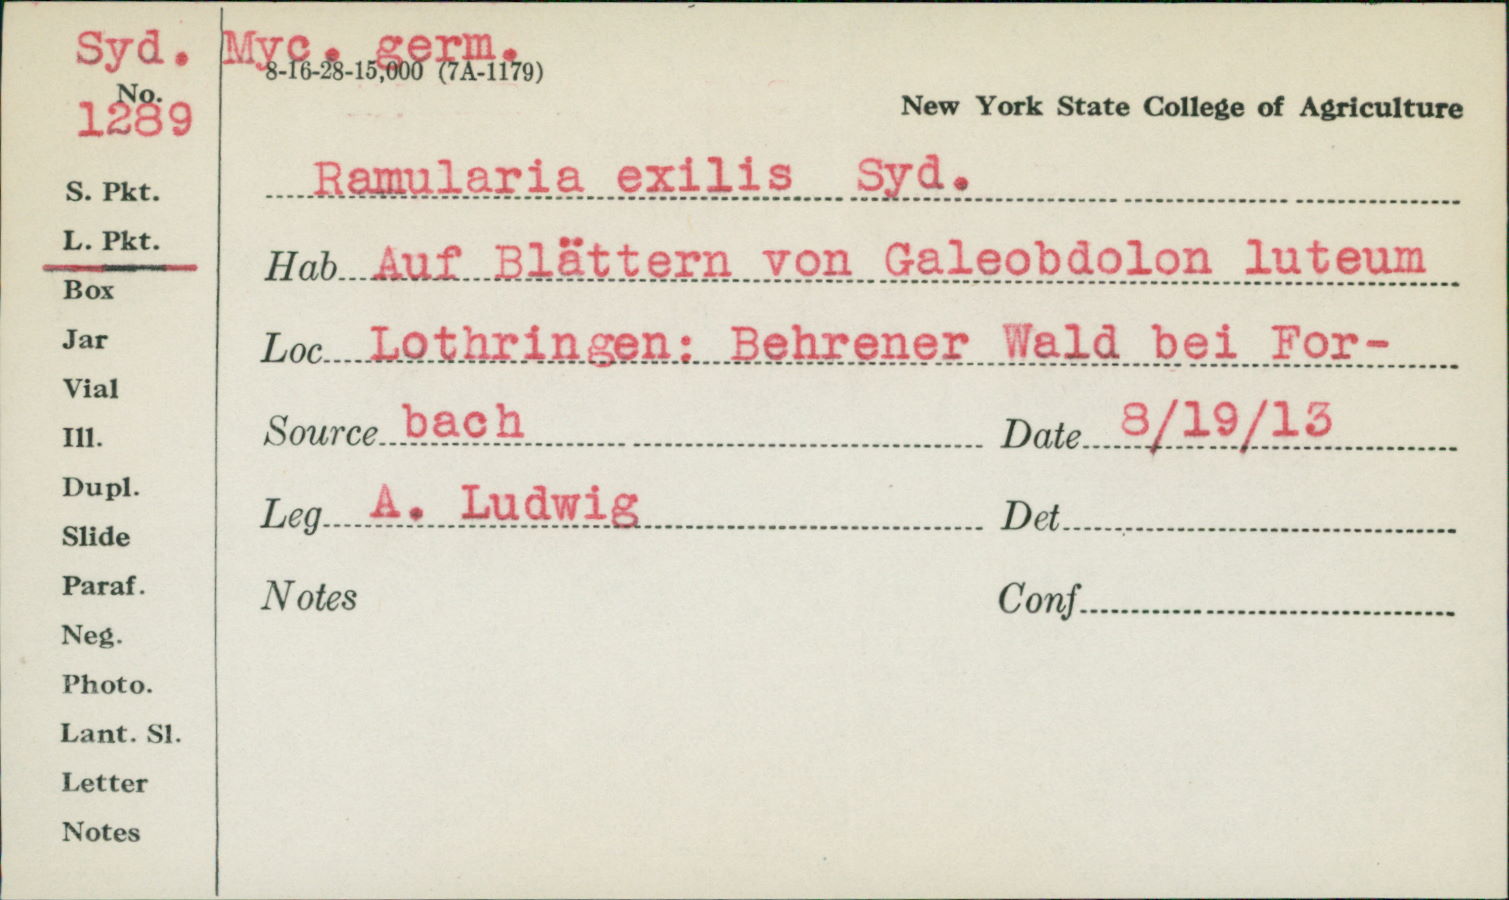 Syd. Myc. germ.
8-16-28-15,000 (7A-1179)
No.
1289
New York State College of Agriculture
S. Pkt.
Ramularia exilis Syd.
L. Pkt.
Hab. Auf Blättern von Galeobdolon luteum
Box
Jar
Loc. Lothringen: Behrener Wald bei For-
Vial
Ill.
Source bach Date 8/19/13
Dupl.
Leg. A. Ludwig Det.
Slide
Paraf.
Notes Conf.
Neg.
Photo.
Lant. Sl.
Letter
Notes